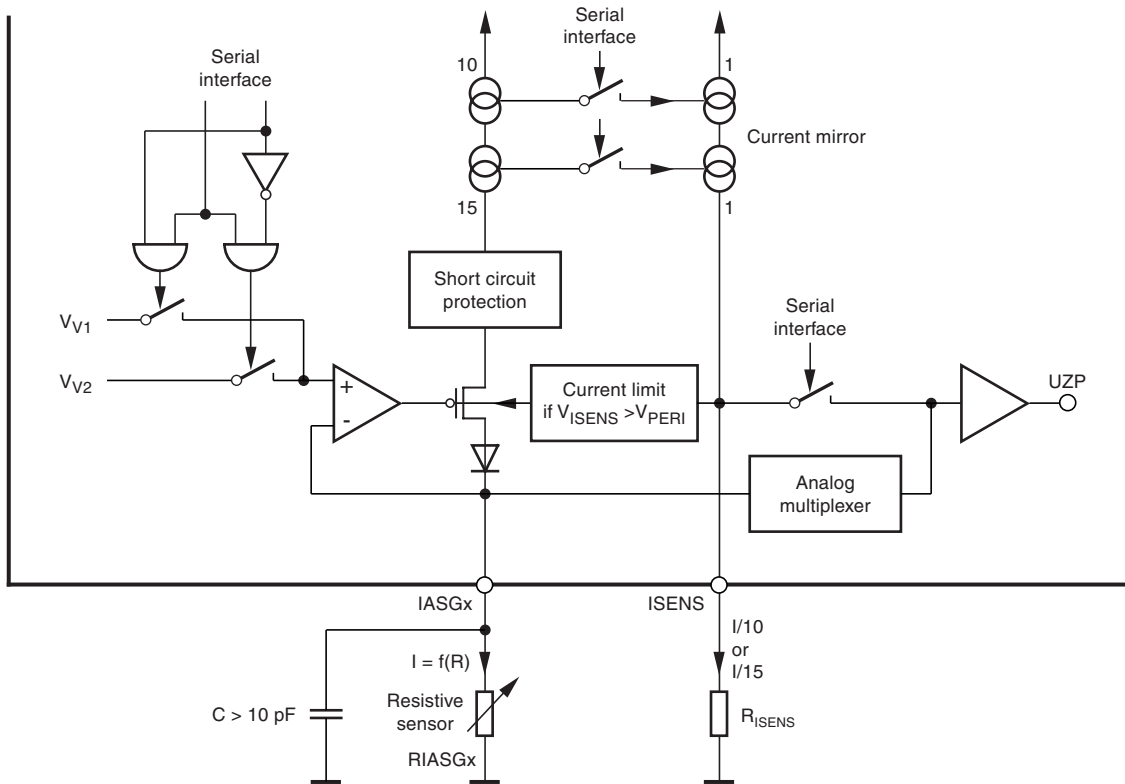 Serial
interface
10
1
Serial
interface
Current mirror
15
1
Short circuit
protection
VV1
Serial
interface
VV2
+
-
Current limit
if VISENS >VPERI
UZP
Analog
multiplexer
IASGx
ISENS
I/10
or
I/15
I = f(R)
C > 10 pF
Resistive
sensor
RISENS
RIASGx